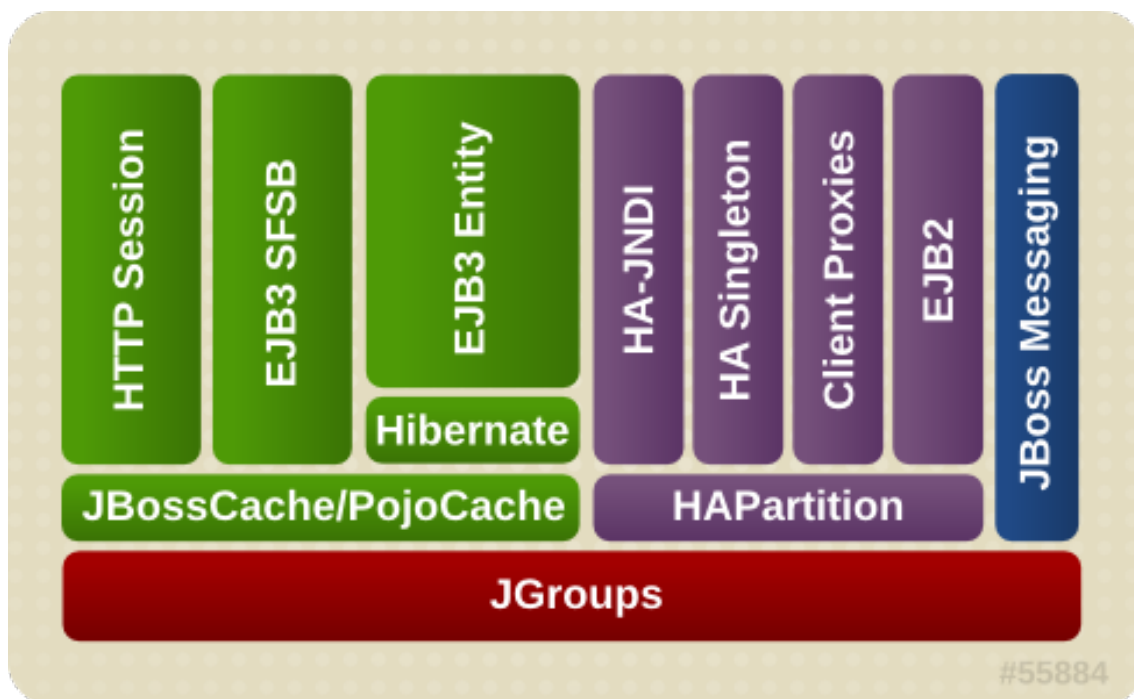 HTTP Session
EJB3 SFSB
EJB3 Entity
HA-JNDI
HA Singleton
Client Proxies
EJB2
JBoss Messaging
Hibernate
JBossCache/PojoCache
HAPartition
JGroups
#55884